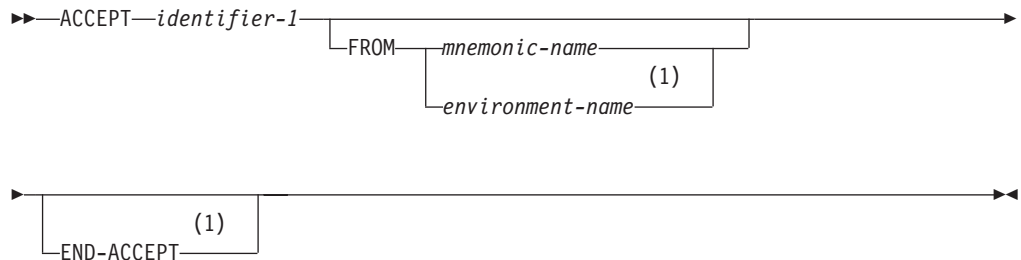 ACCEPT identifier-1
FROM mnemonic-name
(1)
environment-name
(1)
END-ACCEPT